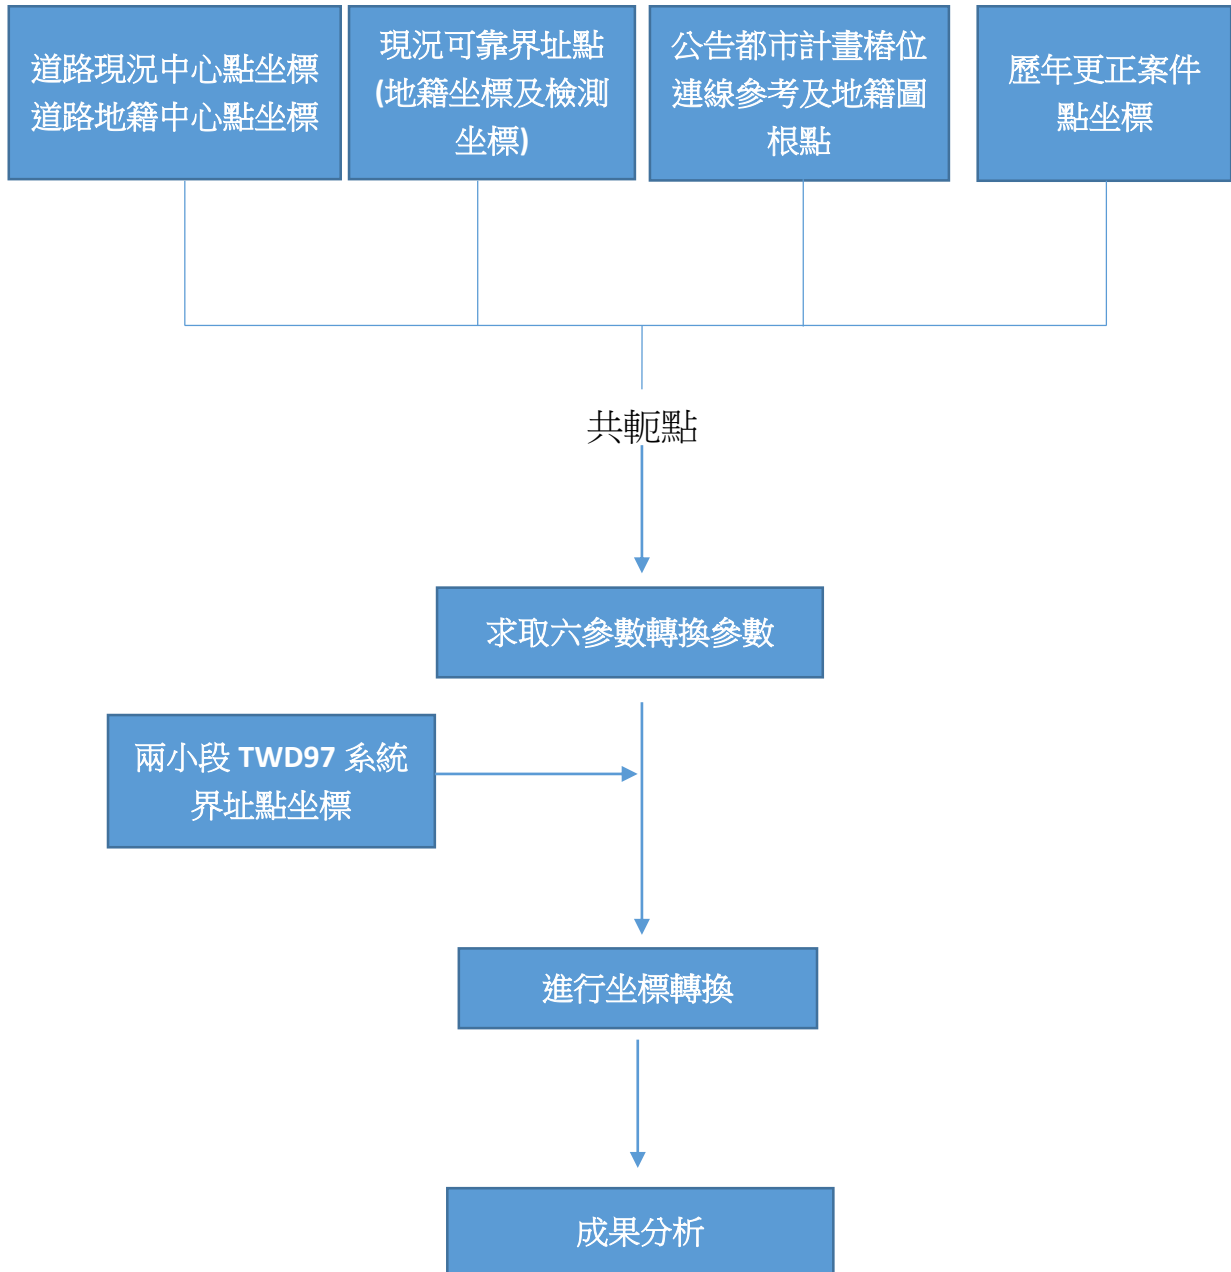 道路現況中心點坐標
道路地籍中心點坐標
現況可靠界址點
(地籍坐標及檢測
坐標)
公告都市計畫樁位
連線參考及地籍圖
根點
歷年更正案件
點坐標
共軛點
求取六參數轉換參數
兩小段 TWD97 系統
界址點坐標
進行坐標轉換
成果分析